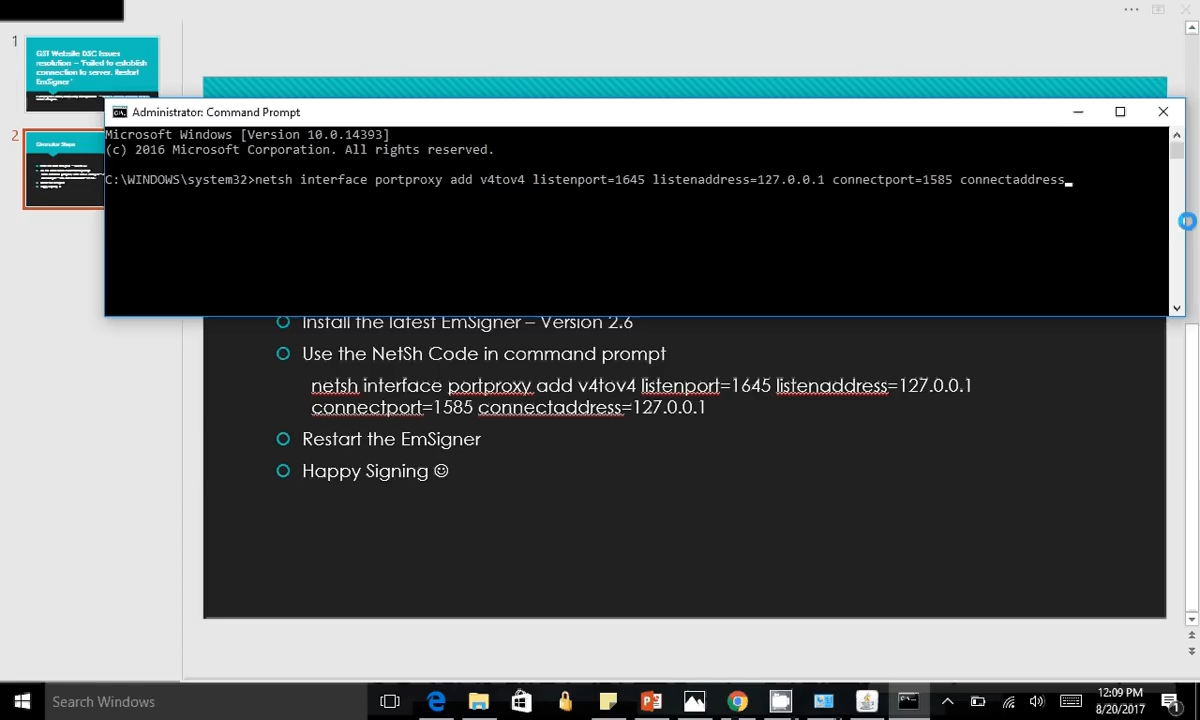 1
GST Website DSC Issues
resolution – 'Failed to establish
connection to server. Restart
EmSigner'
Administrator: Command Prompt
Microsoft Windows [Version 10.0.14393]
(c) 2016 Microsoft Corporation. All rights reserved.
C:\WINDOWS\system32>netsh interface portproxy add v4tov4 listenport=1645 listenaddress=127.0.0.1 connectport=1585 connectaddress
2
Install the latest EmSigner – Version 2.6
Use the NetSh Code in command prompt
netsh interface portproxy add v4tov4 listenport=1645 listenaddress=127.0.0.1
connectport=1585 connectaddress=127.0.0.1
Restart the EmSigner
Happy Signing ☺
Search Windows
12:09 PM
8/20/2017
1